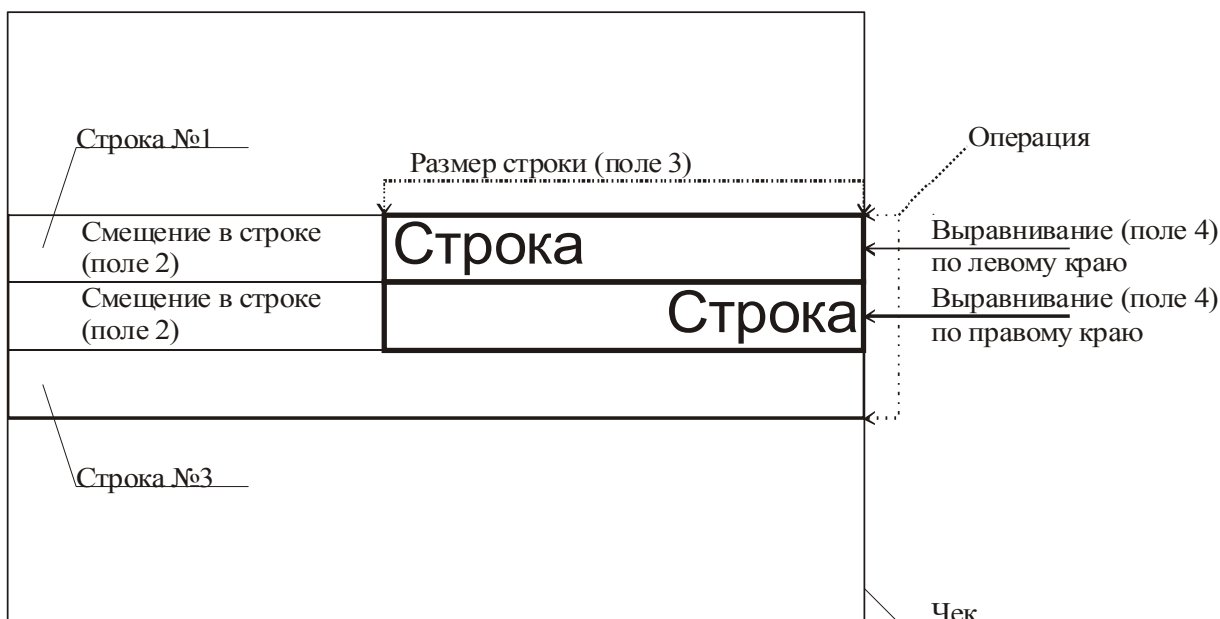 Строка №1
Операция
Размер строки (поле 3)
Смещение в строке
(поле 2)
Строка
Выравнивание (поле 4)
по левому краю
Смещение в строке
(поле 2)
Строка
Выравнивание (поле 4)
по правому краю
Строка №3
Чек